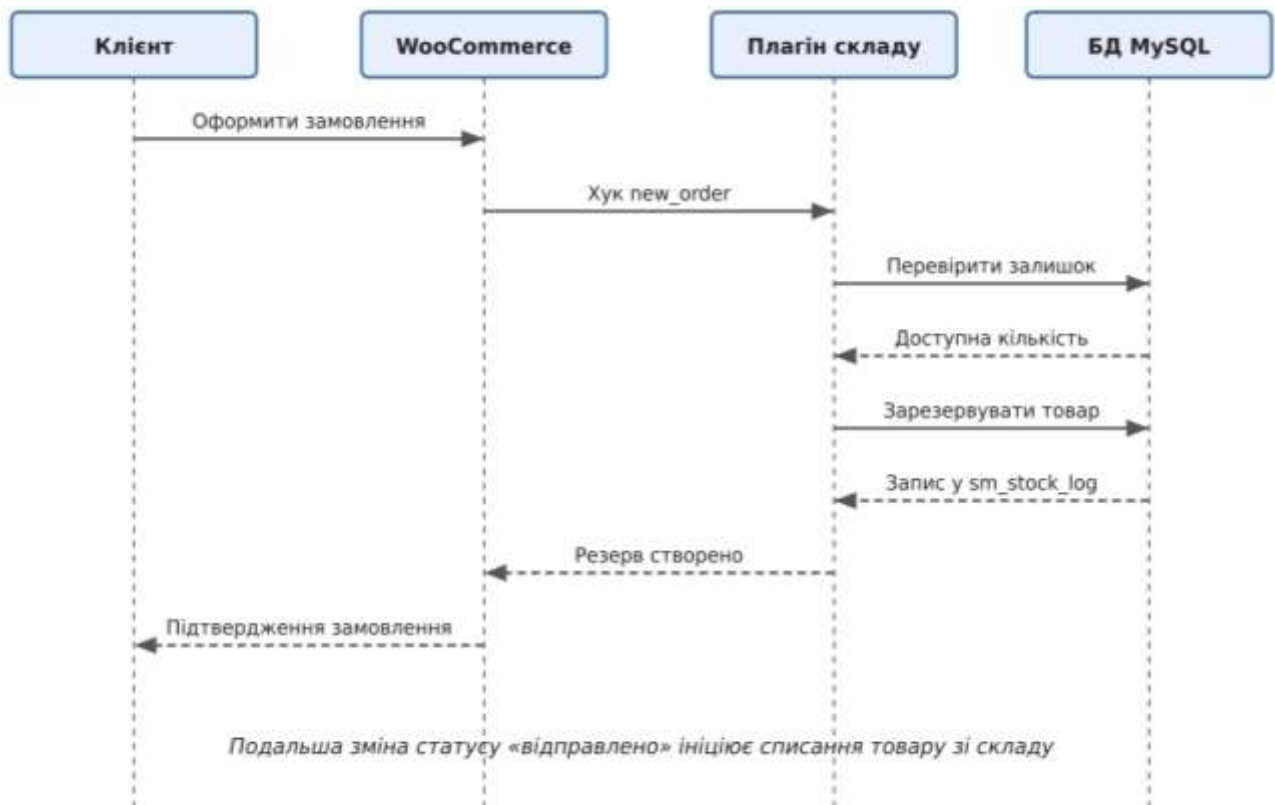 Клієнт
WooCommerce
Плагін складу
БД MySQL
Оформити замовлення
Хук new_order
Перевірити залишок
Доступна кількість
Зарезервувати товар
Запис у sm_stock_log
Резерв створено
Підтвердження замовлення
Подальша зміна статусу «відправлено» ініціює списання товару зі складу